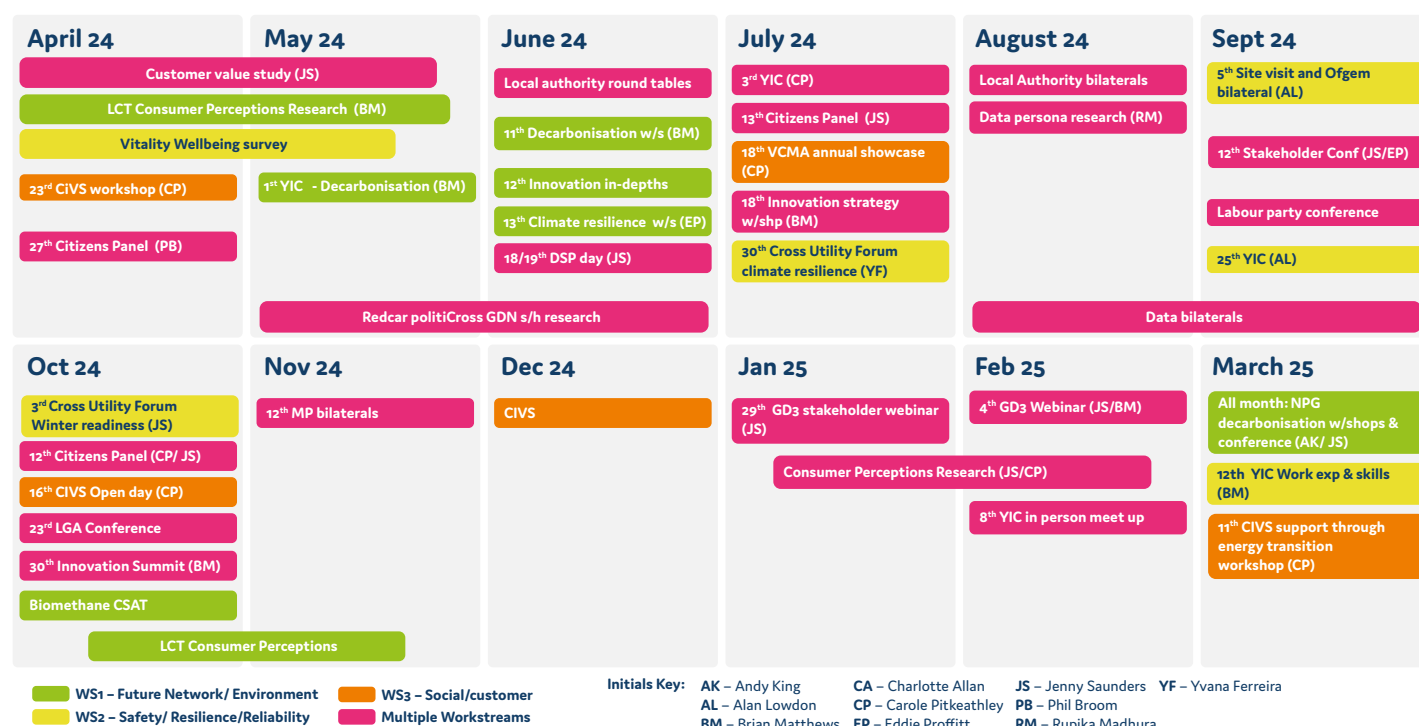 April 24
Customer value study (JS)
LCT Consumer Perceptions Research (BM)
Vitality Wellbeing survey
23rd CiVS workshop (CP)
27th Citizens Panel (PB)
May 24
1st YIC - Decarbonisation (BM)
Redcar politiCross GDN s/h research
June 24
Local authority round tables
11th Decarbonisation w/s (BM)
12th Innovation in-depths
13th Climate resilience w/s (EP)
18/19th DSP day (JS)
July 24
3rd YIC (CP)
13th Citizens Panel (JS)
18th VCMA annual showcase
(CP)
18th Innovation strategy
w/shp (BM)
30th Cross Utility Forum
climate resilience (YF)
August 24
Local Authority bilaterals
Data persona research (RM)
Data bilaterals
Sept 24
5th Site visit and Ofgem
bilateral (AL)
12th Stakeholder Conf (JS/EP)
Labour party conference
25th YIC (AL)
Oct 24
3rd Cross Utility Forum
Winter readiness (JS)
12th Citizens Panel (CP/ JS)
16th CIVS Open day (CP)
23rd LGA Conference
30th Innovation Summit (BM)
Biomethane CSAT
LCT Consumer Perceptions
Nov 24
12th MP bilaterals
Dec 24
CIVS
Jan 25
29th GD3 stakeholder webinar
(JS)
Consumer Perceptions Research (JS/CP)
Feb 25
4th GD3 Webinar (JS/BM)
8th YIC in person meet up
March 25
All month: NPG
decarbonisation w/shops &
conference (AK/ JS)
12th YIC Work exp & skills
(BM)
11th CIVS support through
energy transition
workshop (CP)
WS1 – Future Network/ Environment
WS2 – Safety/ Resilience/Reliability
WS3 – Social/customer
Multiple Workstreams
Initials Key:
AK – Andy King
AL – Alan Lowdon
BM – Brian Matthews
CA – Charlotte Allan
CP – Carole Pitkeathley
EP – Eddie Proffitt
JS – Jenny Saunders
PB – Phil Broom
RM – Rupika Madhura
YF – Yvana Ferreira